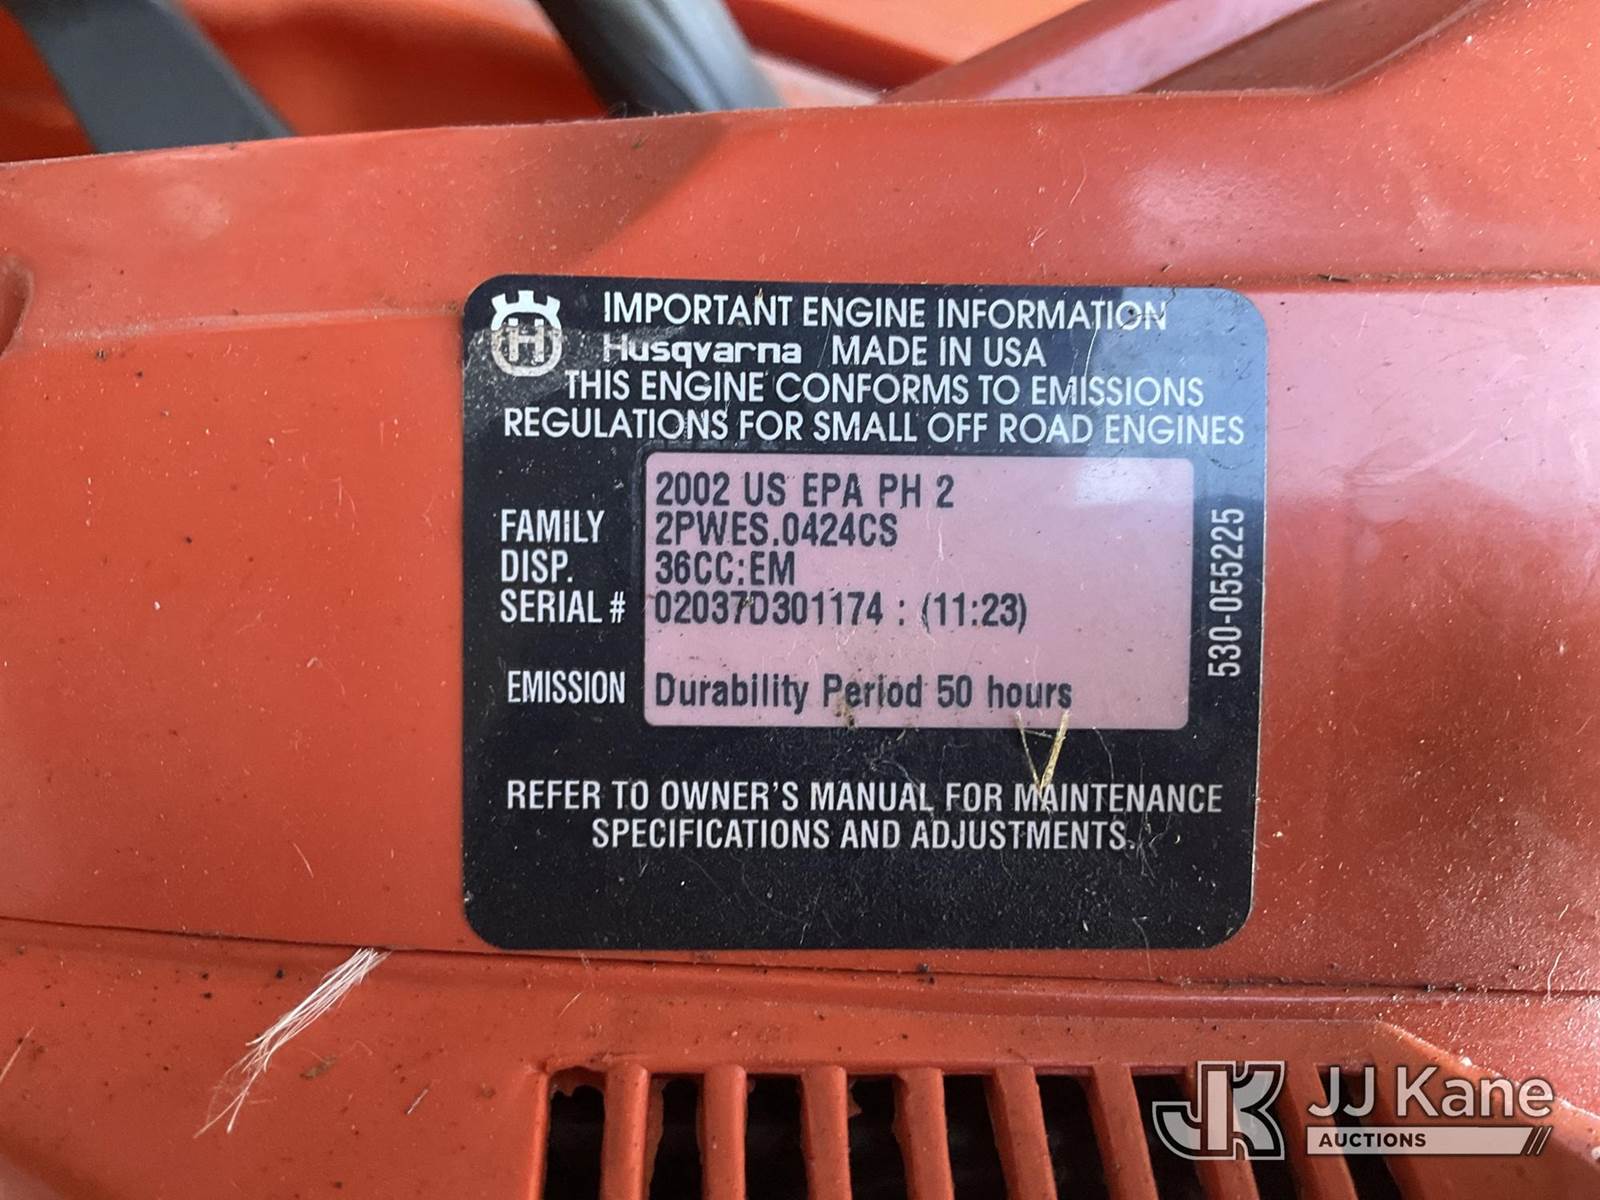 IMPORTANT ENGINE INFORMATION
H Husqvarna MADE IN USA
THIS ENGINE CONFORMS TO EMISSIONS
REGULATIONS FOR SMALL OFF ROAD ENGINES
2002 US EPA PH 2
FAMILY 2PWES.0424CS
DISP. 36CC:EM
SERIAL # 02037D301174 : (11:23)
EMISSION Durability Period 50 hours
530-055225
REFER TO OWNER'S MANUAL FOR MAINTENANCE
SPECIFICATIONS AND ADJUSTMENTS.
JK JJ Kane
AUCTIONS